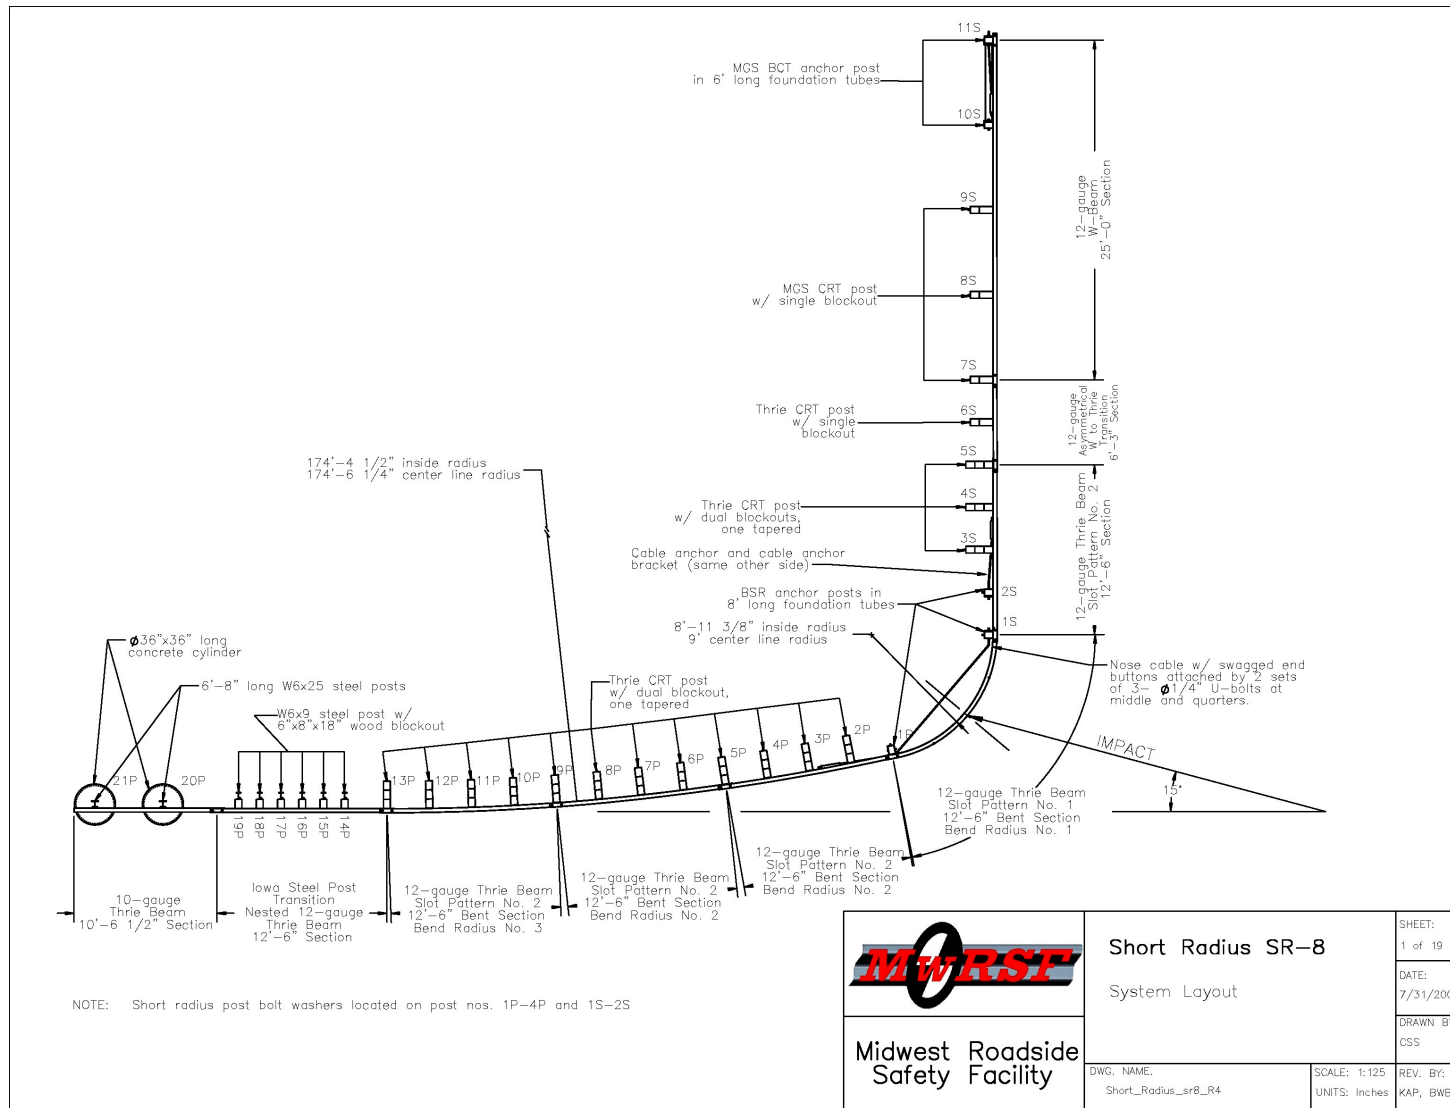 11S
MGS BCT anchor post
in 6' long foundation tubes
10S
9S
12-gauge
W-Beam
25'-0" Section
8S
MGS CRT post
w/ single blockout
7S
12-gauge
Asymmetrical
W to Thrie
Transition
6'-3" Section
6S
Thrie CRT post
w/ single
blockout
5S
174'-4 1/2" inside radius
174'-6 1/4" center line radius
4S
Thrie CRT post
w/ dual blockouts,
one tapered
3S
12-gauge Thrie Beam
Slot Pattern No. 2
12'-6" Section
Cable anchor and cable anchor
bracket (same other side)
BSR anchor posts in
8' long foundation tubes
2S
1S
8'-11 3/8" inside radius
9' center line radius
Nose cable w/ swagged end
buttons attached by 2 sets
of 3- ø1/4" U-bolts at
middle and quarters.
ø36"x36" long
concrete cylinder
6'-8" long W6x25 steel posts
W6x9 steel post w/
6"x8"x18" wood blockout
Thrie CRT post
w/ dual blockout,
one tapered
IMPACT
15°
21P
20P
19P
18P
17P
16P
15P
14P
13P
12P
11P
10P
9P
8P
7P
6P
5P
4P
3P
2P
1P
10-gauge
Thrie Beam
10'-6 1/2" Section
Iowa Steel Post
Transition
Nested 12-gauge
Thrie Beam
12'-6" Section
12-gauge Thrie Beam
Slot Pattern No. 2
12'-6" Bent Section
Bend Radius No. 3
12-gauge Thrie Beam
Slot Pattern No. 2
12'-6" Bent Section
Bend Radius No. 2
12-gauge Thrie Beam
Slot Pattern No. 2
12'-6" Bent Section
Bend Radius No. 2
12-gauge Thrie Beam
Slot Pattern No. 1
12'-6" Bent Section
Bend Radius No. 1
NOTE: Short radius post bolt washers located on post nos. 1P-4P and 1S-2S
MwRSF
Midwest Roadside
Safety Facility
Short Radius SR-8
System Layout
DWG. NAME.
Short_Radius_sr8_R4
SCALE: 1:125
UNITS: Inches
SHEET:
1 of 19
DATE:
7/31/200
DRAWN B
CSS
REV. BY:
KAP, BWB